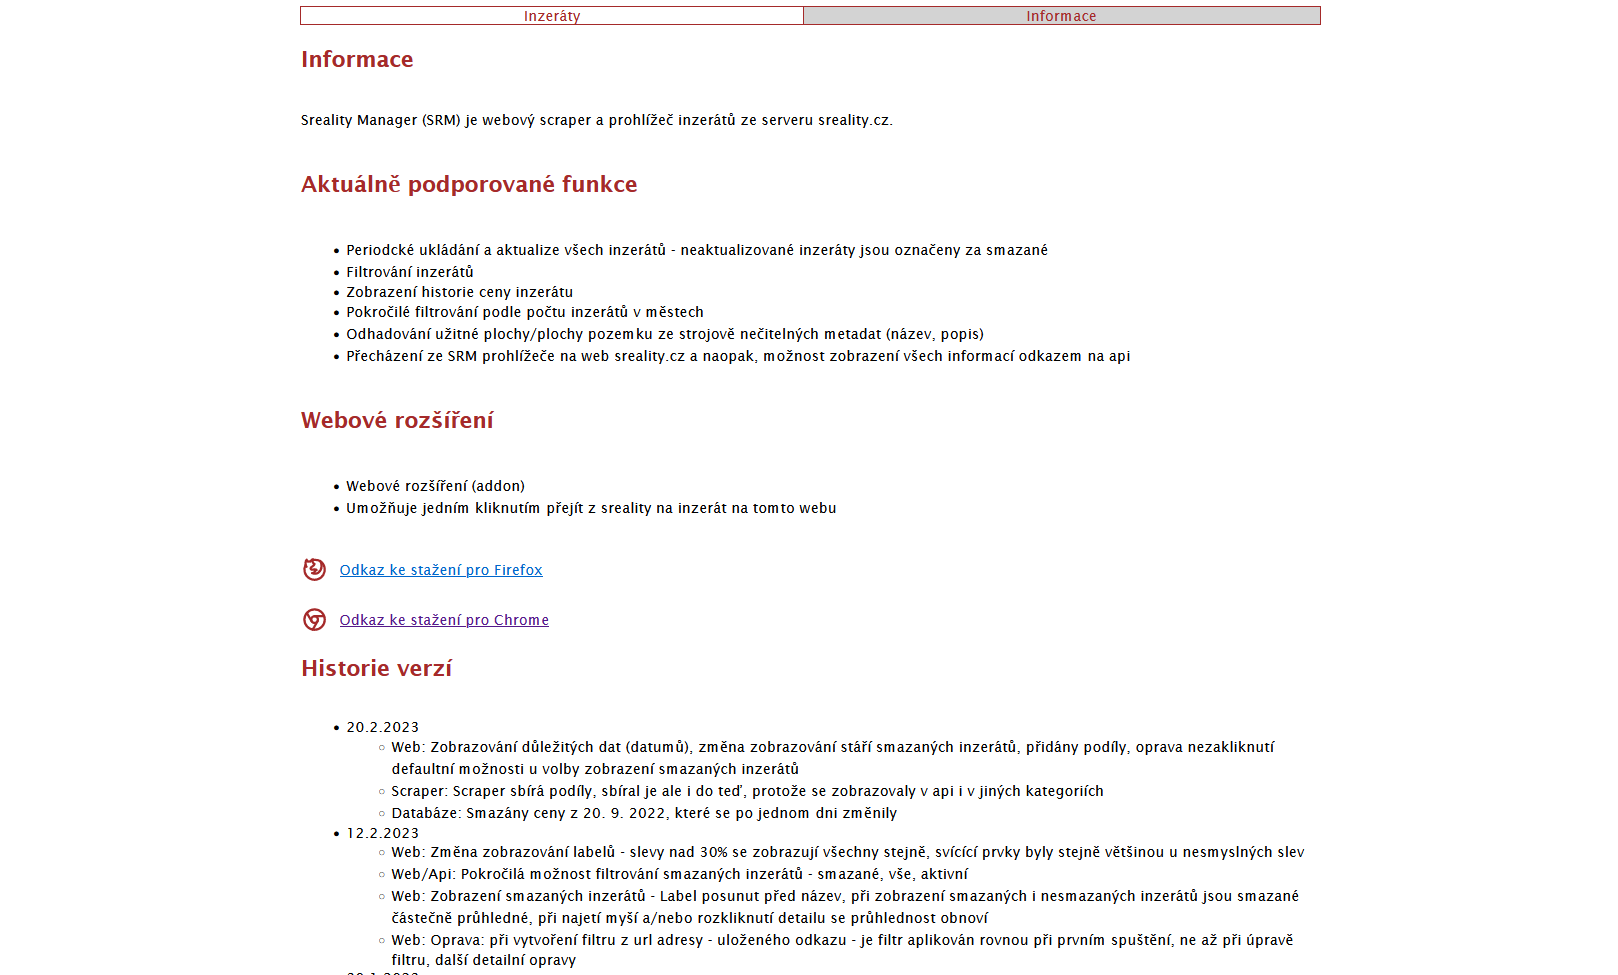 Inzeráty
Informace
Informace
Sreality Manager (SRM) je webový scraper a prohlížeč inzerátů ze serveru sreality.cz.
Aktuálně podporované funkce
Periodcké ukládání a aktualize všech inzerátů - neaktualizované inzeráty jsou označeny za smazané
Filtrování inzerátů
Zobrazení historie ceny inzerátu
Pokročilé filtrování podle počtu inzerátů v městech
Odhadování užitné plochy/plochy pozemku ze strojově nečitelných metadat (název, popis)
Přecházení ze SRM prohlížeče na web sreality.cz a naopak, možnost zobrazení všech informací odkazem na api
Webové rozšíření
Webové rozšíření (addon)
Umožňuje jedním kliknutím přejít z sreality na inzerát na tomto webu
Odkaz ke stažení pro Firefox
Odkaz ke stažení pro Chrome
Historie verzí
20.2.2023
Web: Zobrazování důležitých dat (datumů), změna zobrazování stáří smazaných inzerátů, přidány podíly, oprava nezakliknutí
defaultní možnosti u volby zobrazení smazaných inzerátů
Scraper: Scraper sbírá podíly, sbíral je ale i do teď, protože se zobrazovaly v api i v jiných kategoriích
Databáze: Smazány ceny z 20. 9. 2022, které se po jednom dni změnily
12.2.2023
Web: Změna zobrazování labelů - slevy nad 30% se zobrazují všechny stejně, svícící prvky byly stejně většinou u nesmyslných slev
Web/Api: Pokročilá možnost filtrování smazaných inzerátů - smazané, vše, aktivní
Web: Zobrazení smazaných inzerátů - Label posunut před název, při zobrazení smazaných i nesmazaných inzerátů jsou smazané
částečně průhledné, při najetí myší a/nebo rozkliknutí detailu se průhlednost obnoví
Web: Oprava: při vytvoření filtru z url adresy - uloženého odkazu - je filtr aplikován rovnou při prvním spuštění, ne až při úpravě
filtru, další detailní opravy